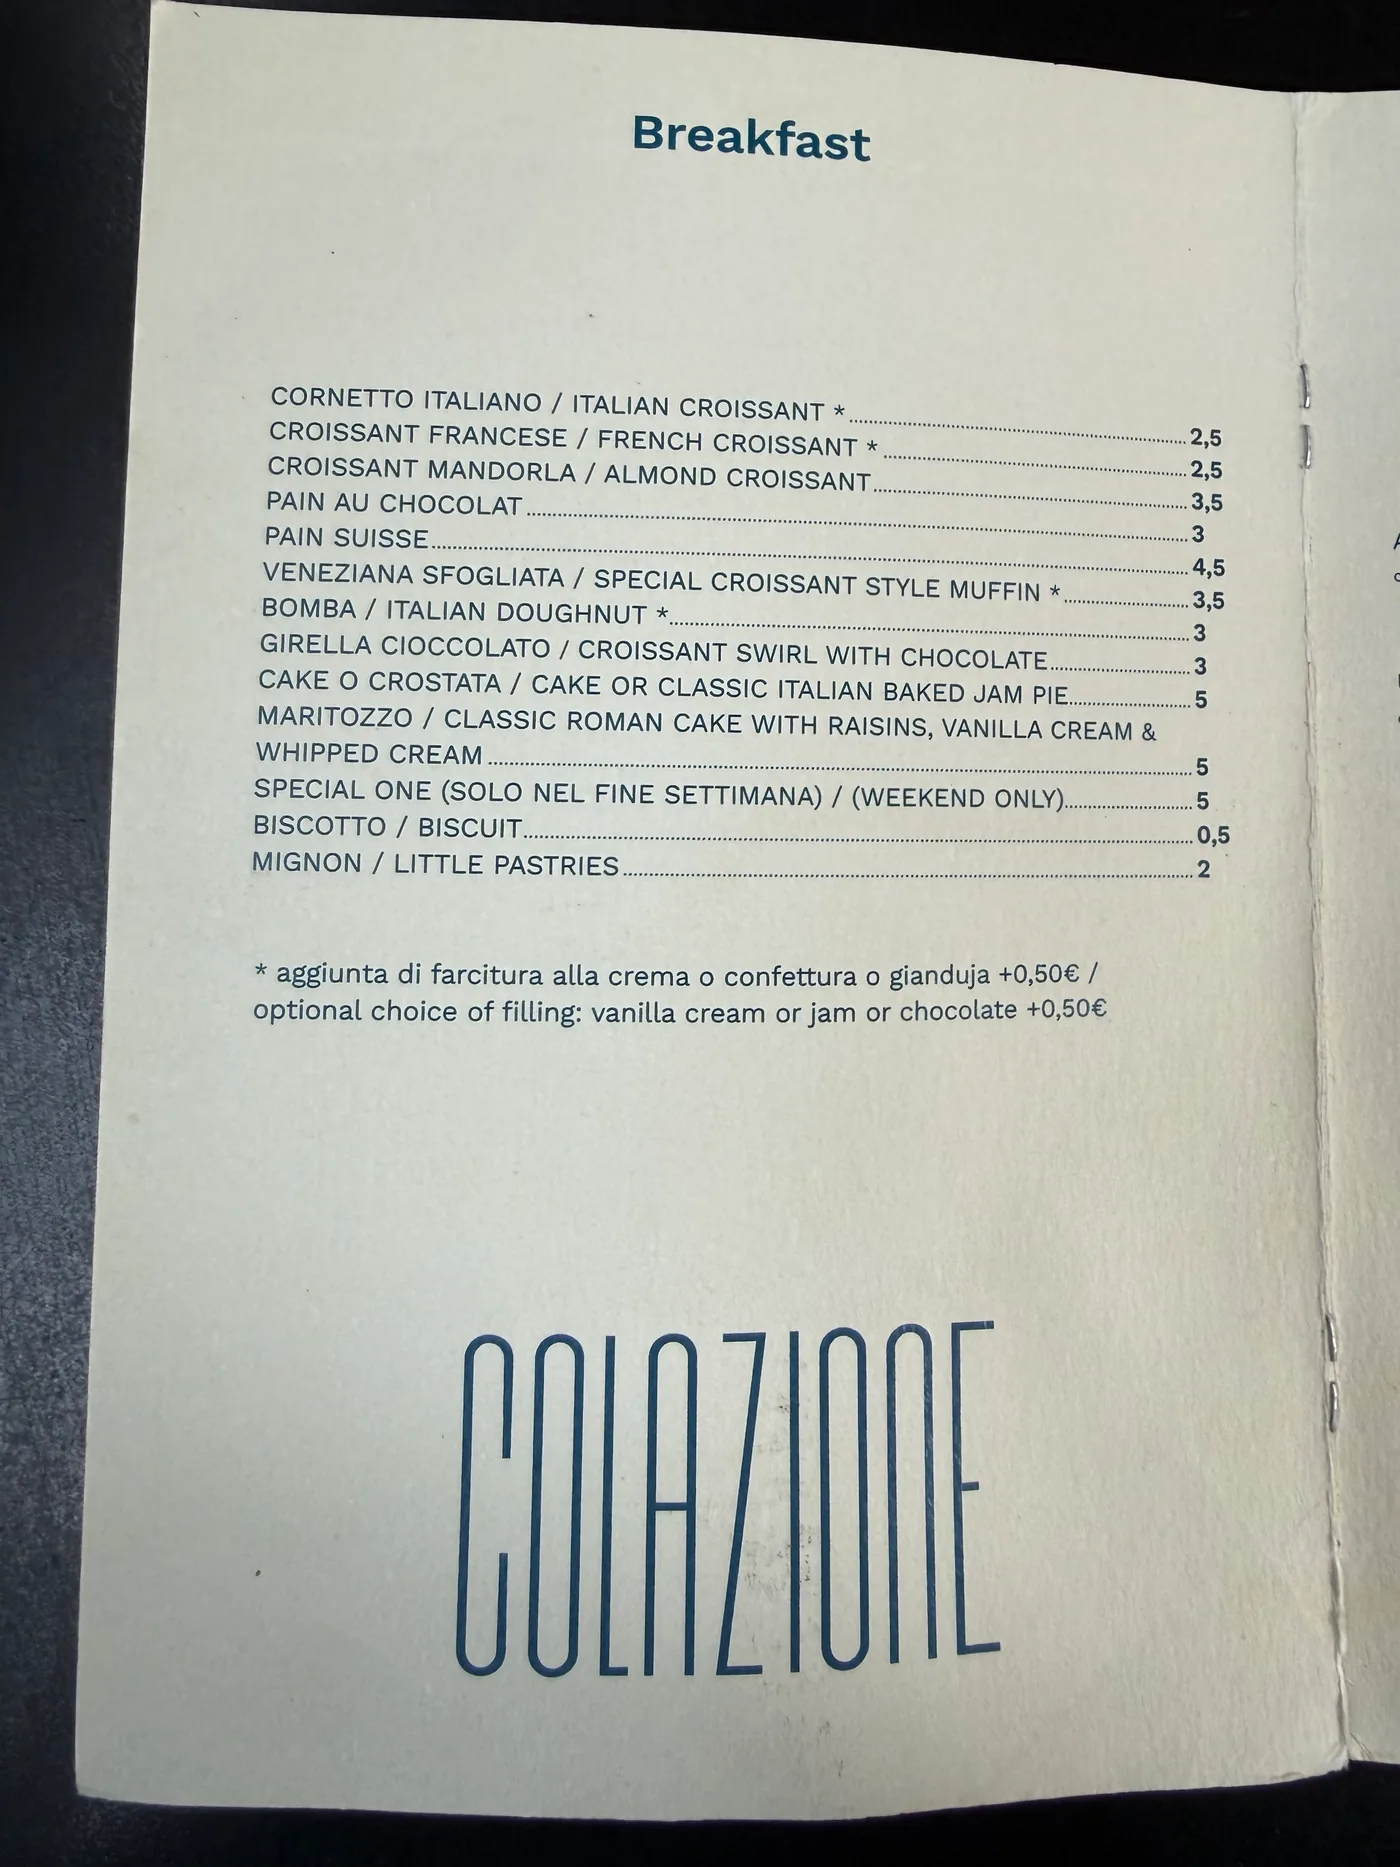 Breakfast
CORNETTO ITALIANO / ITALIAN CROISSANT *........2,5
CROISSANT FRANCESE / FRENCH CROISSANT *........2,5
CROISSANT MANDORLA / ALMOND CROISSANT........3,5
PAIN AU CHOCOLAT........3
PAIN SUISSE........4,5
VENEZIANA SFOGLIATA / SPECIAL CROISSANT STYLE MUFFIN *........3,5
BOMBA / ITALIAN DOUGHNUT *........3
GIRELLA CIOCCOLATO / CROISSANT SWIRL WITH CHOCOLATE........3
CAKE O CROSTATA / CAKE OR CLASSIC ITALIAN BAKED JAM PIE........5
MARITOZZO / CLASSIC ROMAN CAKE WITH RAISINS, VANILLA CREAM &
WHIPPED CREAM........5
SPECIAL ONE (SOLO NEL FINE SETTIMANA) / (WEEKEND ONLY)........5
BISCOTTO / BISCUIT........0,5
MIGNON / LITTLE PASTRIES........2
* aggiunta di farcitura alla crema o confettura o gianduja +0,50€ /
optional choice of filling: vanilla cream or jam or chocolate +0,50€
COLAZIONE